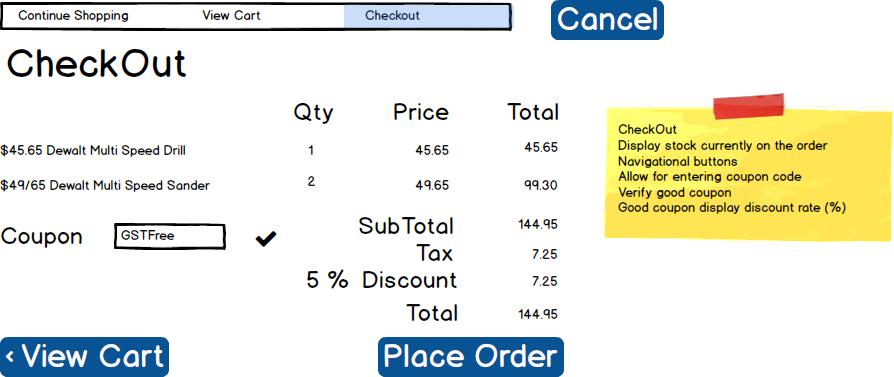 Continue Shopping View Cart Checkout Cancel
CheckOut
Qty Price Total
$45.65 Dewalt Multi Speed Drill 1 45.65 45.65
$49/65 Dewalt Multi Speed Sander 2 49.65 99.30
SubTotal 144.95
Coupon GSTFree
Tax 7.25
5 % Discount 7.25
Total 144.95
‹ View Cart Place Order
CheckOut
Display stock currently on the order
Navigational buttons
Allow for entering coupon code
Verify good coupon
Good coupon display discount rate (%)